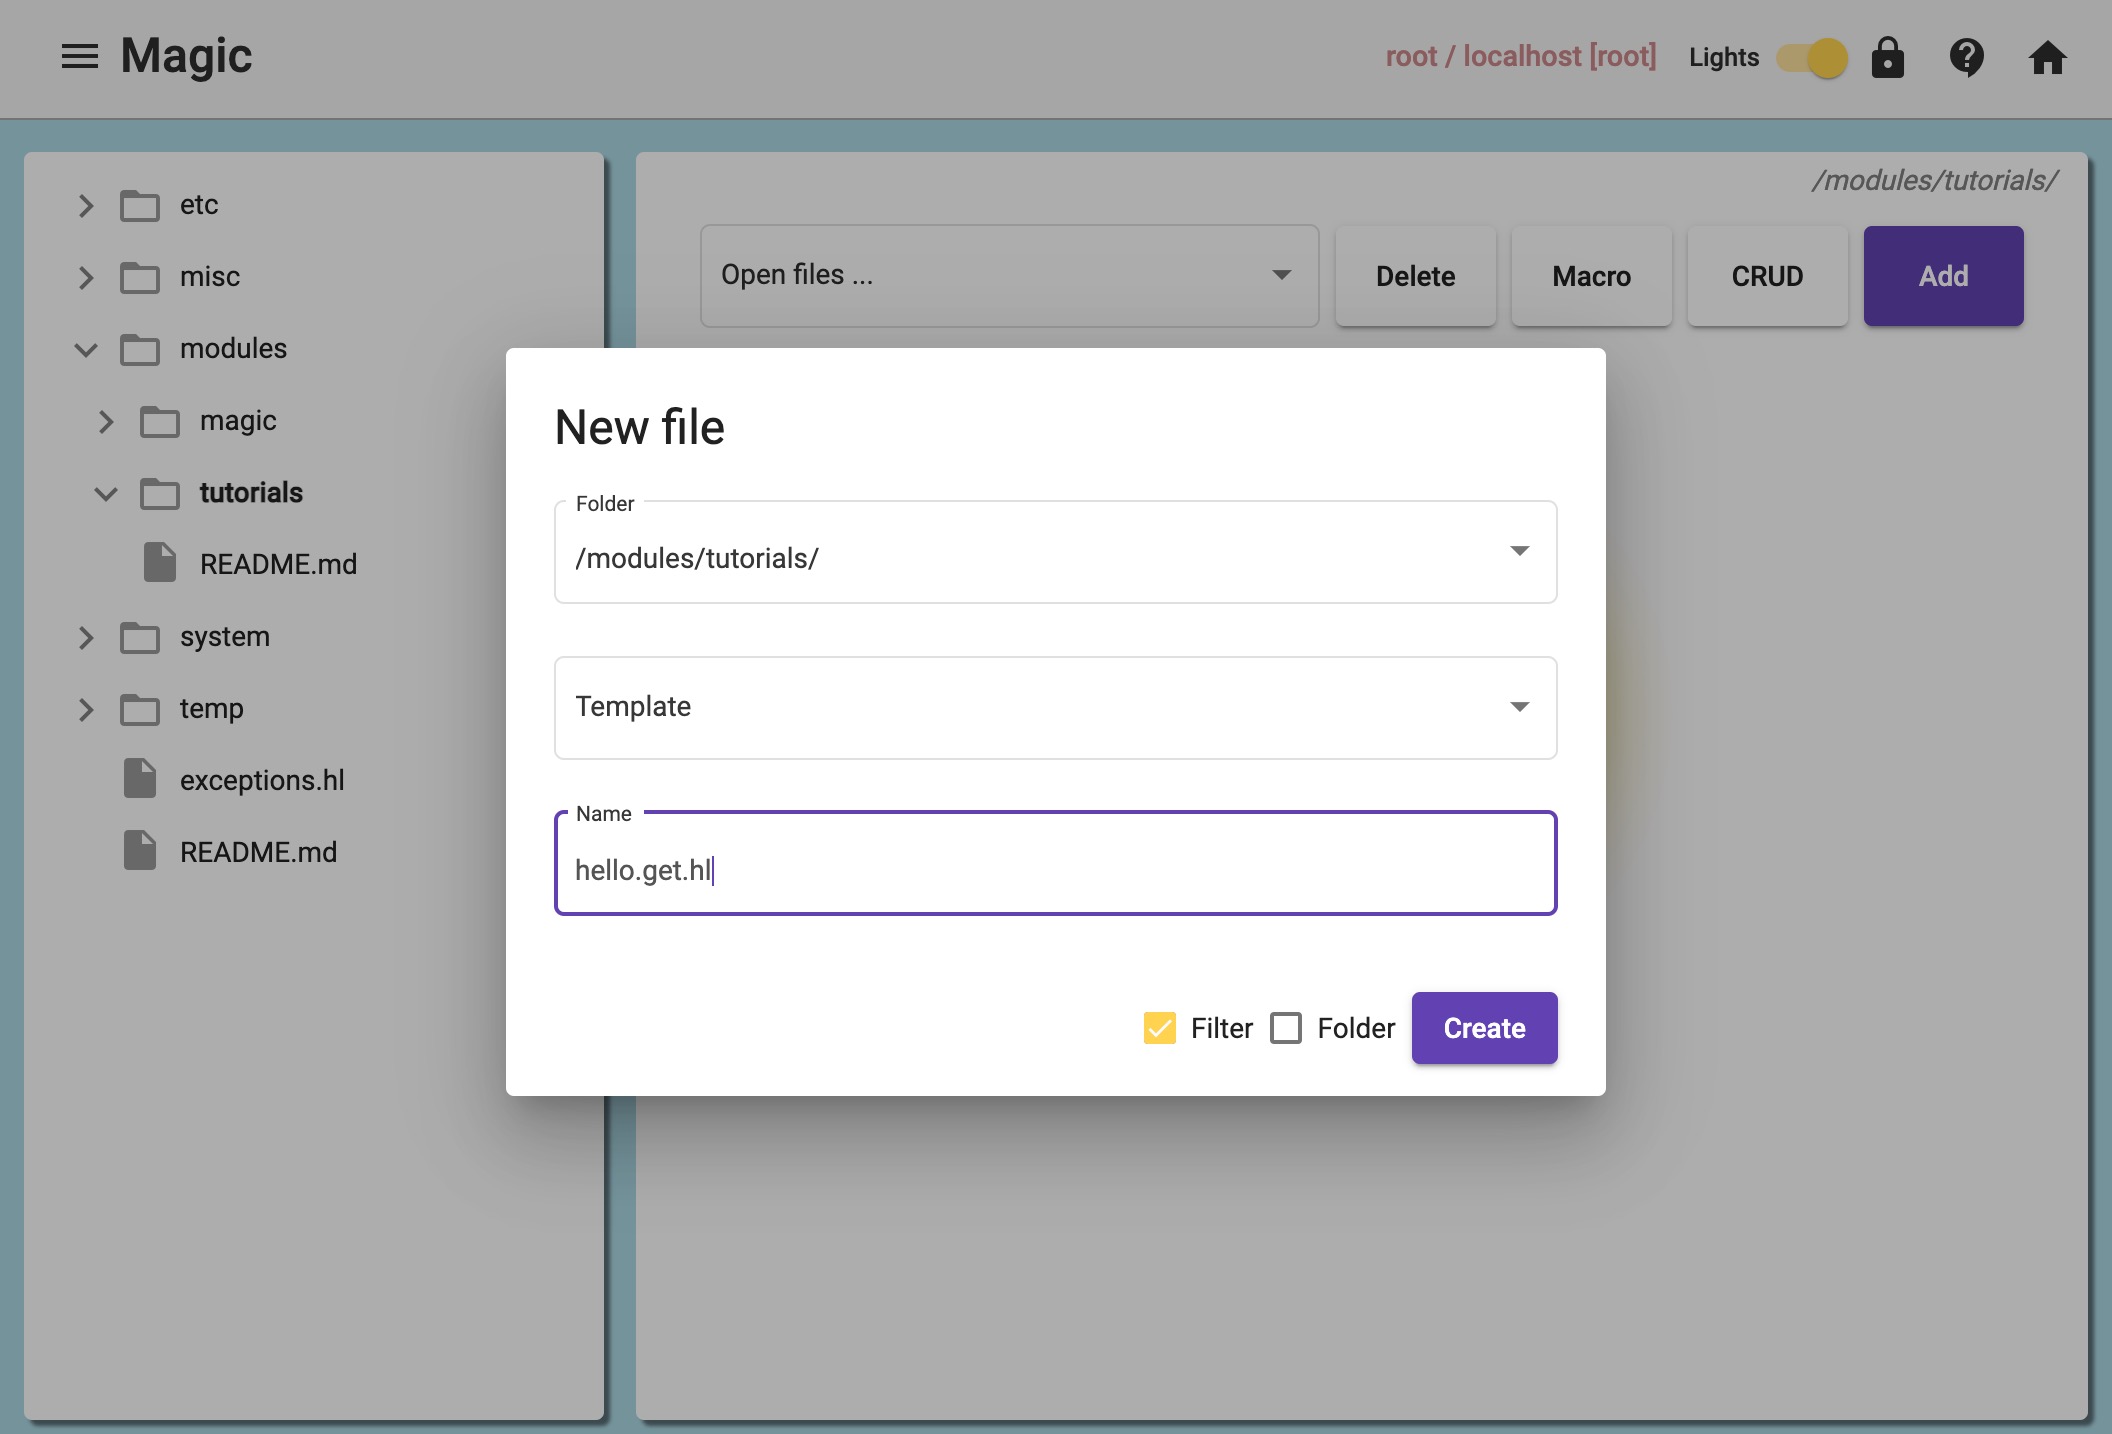 Magic
root / localhost [root]
Lights
etc
misc
modules
magic
tutorials
README.md
system
temp
exceptions.hl
README.md
/modules/tutorials/
Open files ...
Delete
Macro
CRUD
Add
New file
Folder
/modules/tutorials/
Template
Name
hello.get.hl
Filter
Folder
Create